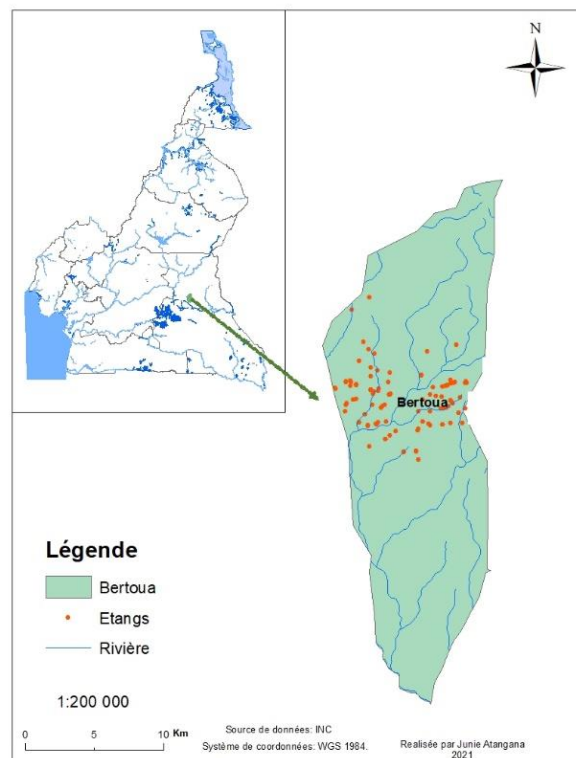 N
Bertoua
Légende
Bertoua
Etangs
Rivière
1:200 000
0 5 10 Km
Source de données: INC
Système de coordonnées: WGS 1984.
Realisée par Junie Atangana
2021